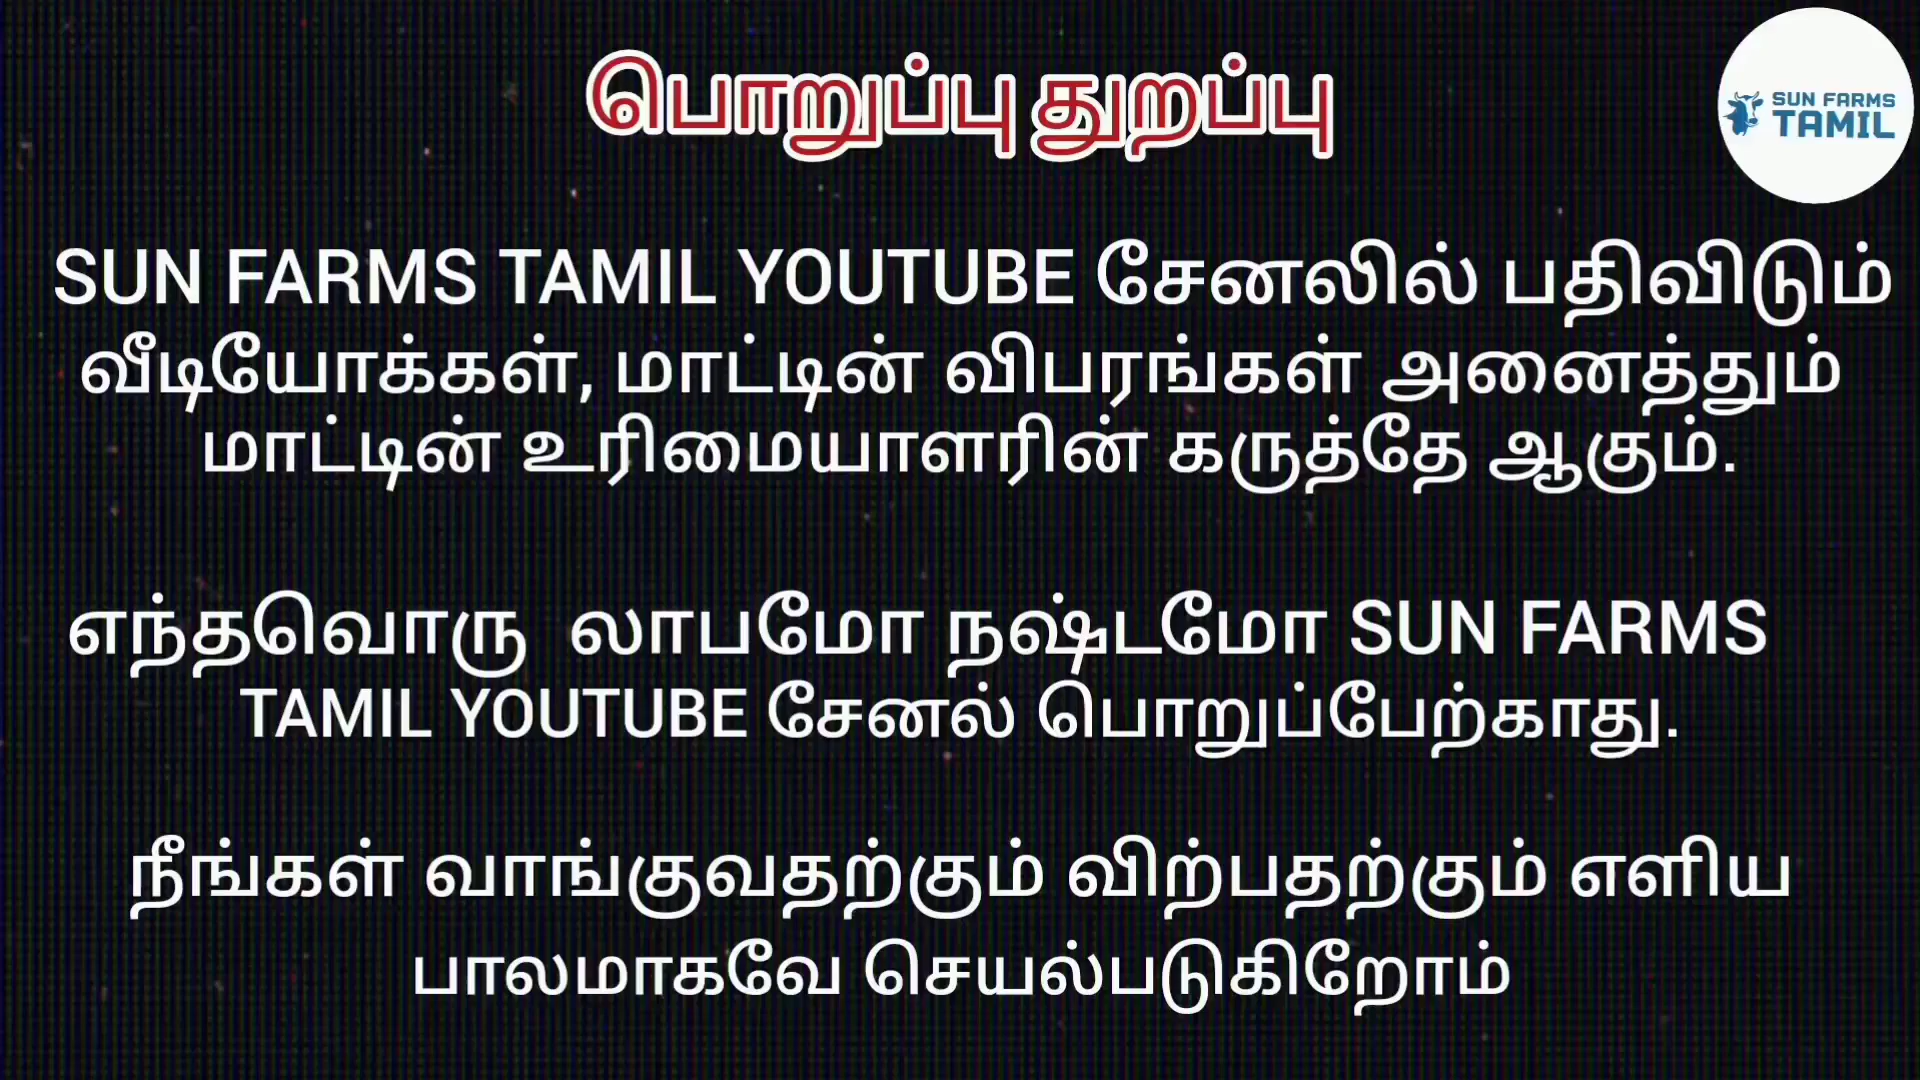 பொறுப்பு துறப்பு
SUN FARMS
TAMIL
SUN FARMS TAMIL YOUTUBE சேனலில் பதிவிடும்
வீடியோக்கள், மாட்டின் விபரங்கள் அனைத்தும்
மாட்டின் உரிமையாளரின் கருத்தே ஆகும்.
எந்தவொரு லாபமோ நஷ்டமோ SUN FARMS
TAMIL YOUTUBE சேனல் பொறுப்பேற்காது.
நீங்கள் வாங்குவதற்கும் விற்பதற்கும் எளிய
பாலமாகவே செயல்படுகிறோம்